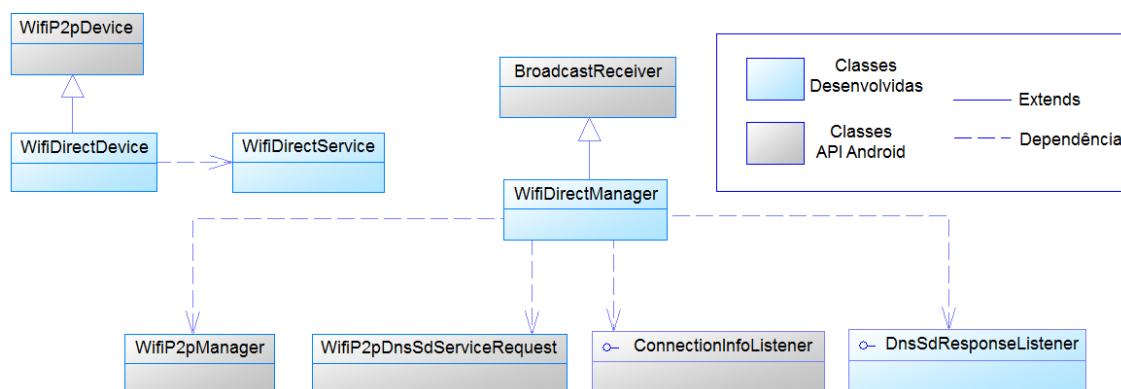 WifiP2pDevice
BroadcastReceiver
Classes
Desenvolvidas
Extends
Classes
API Android
Dependência
WifiDirectDevice
WifiDirectService
WifiDirectManager
WifiP2pManager
WifiP2pDnsSdServiceRequest
ConnectionInfoListener
DnsSdResponseListener